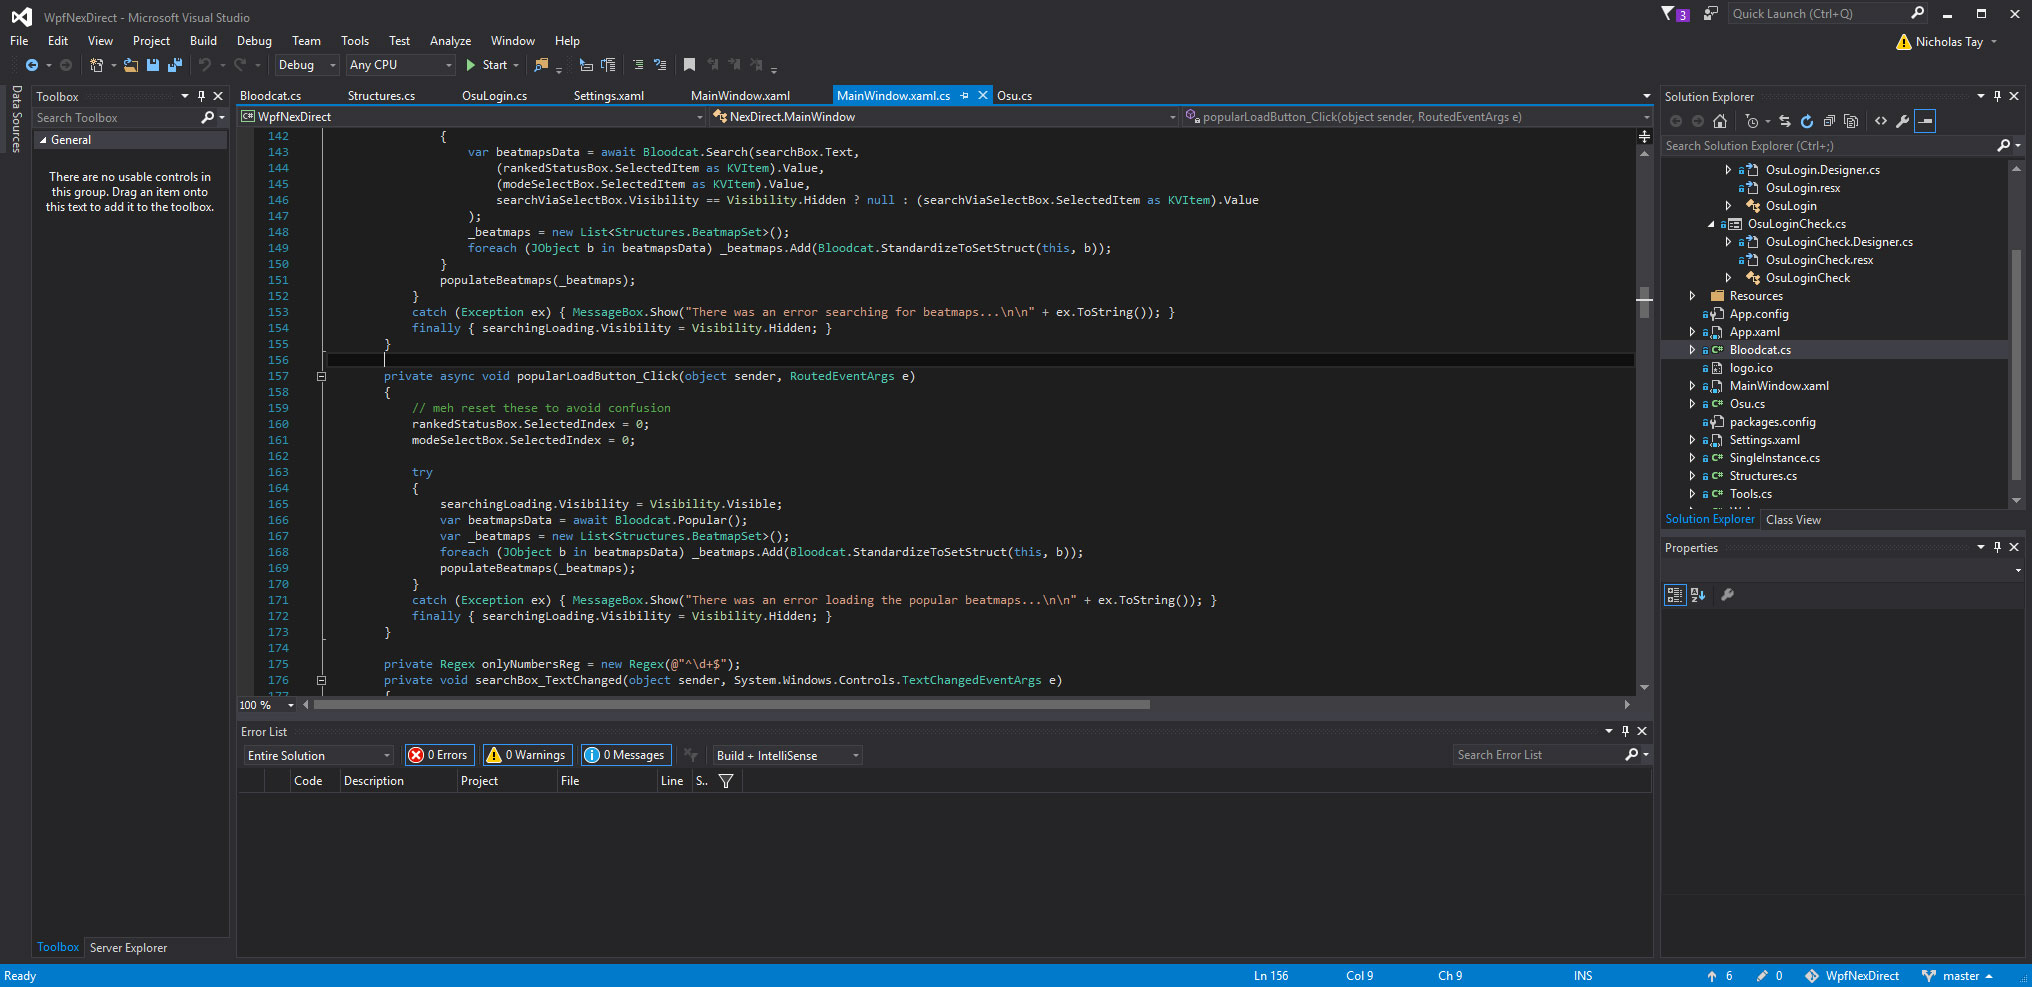 WpfNexDirect - Microsoft Visual Studio
3
Quick Launch (Ctrl+Q)
File Edit View Project Build Debug Team Tools Test Analyze Window Help
Nicholas Tay
Debug Any CPU Start
Data Sources
Toolbox
Search Toolbox
General
There are no usable controls in
this group. Drag an item onto
this text to add it to the toolbox.
Toolbox Server Explorer
Bloodcat.cs Structures.cs OsuLogin.cs Settings.xaml MainWindow.xaml MainWindow.xaml.cs Osu.cs
C# WpfNexDirect NexDirect.MainWindow popularLoadButton_Click(object sender, RoutedEventArgs e)
142 {
143 var beatmapsData = await Bloodcat.Search(searchBox.Text,
144 (rankedStatusBox.SelectedItem as KVItem).Value,
145 (modeSelectBox.SelectedItem as KVItem).Value,
146 searchViaSelectBox.Visibility == Visibility.Hidden ? null : (searchViaSelectBox.SelectedItem as KVItem).Value
147 );
148 _beatmaps = new List<Structures.BeatmapSet>();
149 foreach (JObject b in beatmapsData) _beatmaps.Add(Bloodcat.StandardizeToSetStruct(this, b));
150 }
151 populateBeatmaps(_beatmaps);
152 }
153 catch (Exception ex) { MessageBox.Show("There was an error searching for beatmaps...\n\n" + ex.ToString()); }
154 finally { searchingLoading.Visibility = Visibility.Hidden; }
155 }
156
157 private async void popularLoadButton_Click(object sender, RoutedEventArgs e)
158 {
159 // meh reset these to avoid confusion
160 rankedStatusBox.SelectedIndex = 0;
161 modeSelectBox.SelectedIndex = 0;
162
163 try
164 {
165 searchingLoading.Visibility = Visibility.Visible;
166 var beatmapsData = await Bloodcat.Popular();
167 var _beatmaps = new List<Structures.BeatmapSet>();
168 foreach (JObject b in beatmapsData) _beatmaps.Add(Bloodcat.StandardizeToSetStruct(this, b));
169 populateBeatmaps(_beatmaps);
170 }
171 catch (Exception ex) { MessageBox.Show("There was an error loading the popular beatmaps...\n\n" + ex.ToString()); }
172 finally { searchingLoading.Visibility = Visibility.Hidden; }
173 }
174
175 private Regex onlyNumbersReg = new Regex(@"^\d+$");
176 private void searchBox_TextChanged(object sender, System.Windows.Controls.TextChangedEventArgs e)
177 {
100 %
Error List
Entire Solution 0 Errors 0 Warnings 0 Messages Build + IntelliSense Search Error List
Code Description Project File Line S..
Solution Explorer
Search Solution Explorer (Ctrl+;)
OsuLogin.Designer.cs
OsuLogin.resx
OsuLogin
OsuLoginCheck.cs
OsuLoginCheck.Designer.cs
OsuLoginCheck.resx
OsuLoginCheck
Resources
App.config
App.xaml
C# Bloodcat.cs
logo.ico
MainWindow.xaml
C# Osu.cs
packages.config
Settings.xaml
C# SingleInstance.cs
C# Structures.cs
C# Tools.cs
Solution Explorer Class View
Properties
Ready Ln 156 Col 9 Ch 9 INS 6 0 WpfNexDirect master